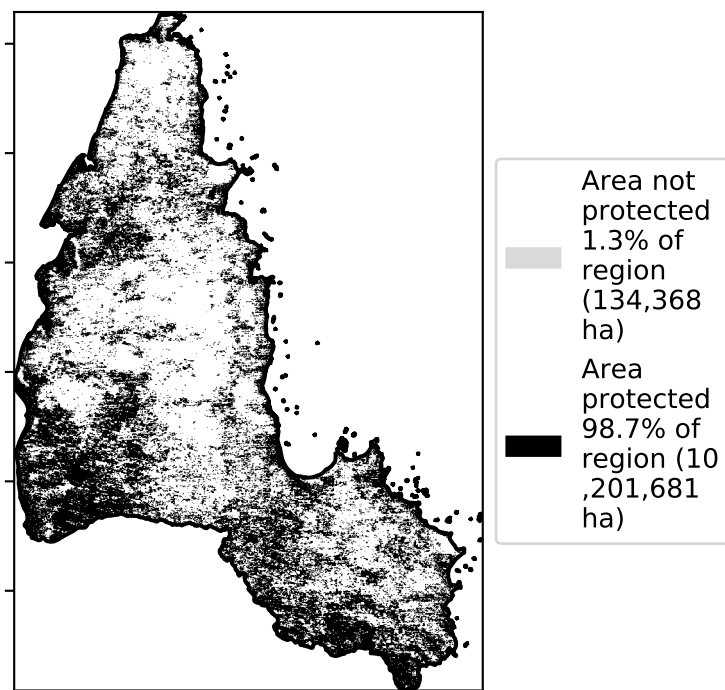 Area not
protected
1.3% of
region
(134,368
ha)
Area
protected
98.7% of
region (10
,201,681
ha)